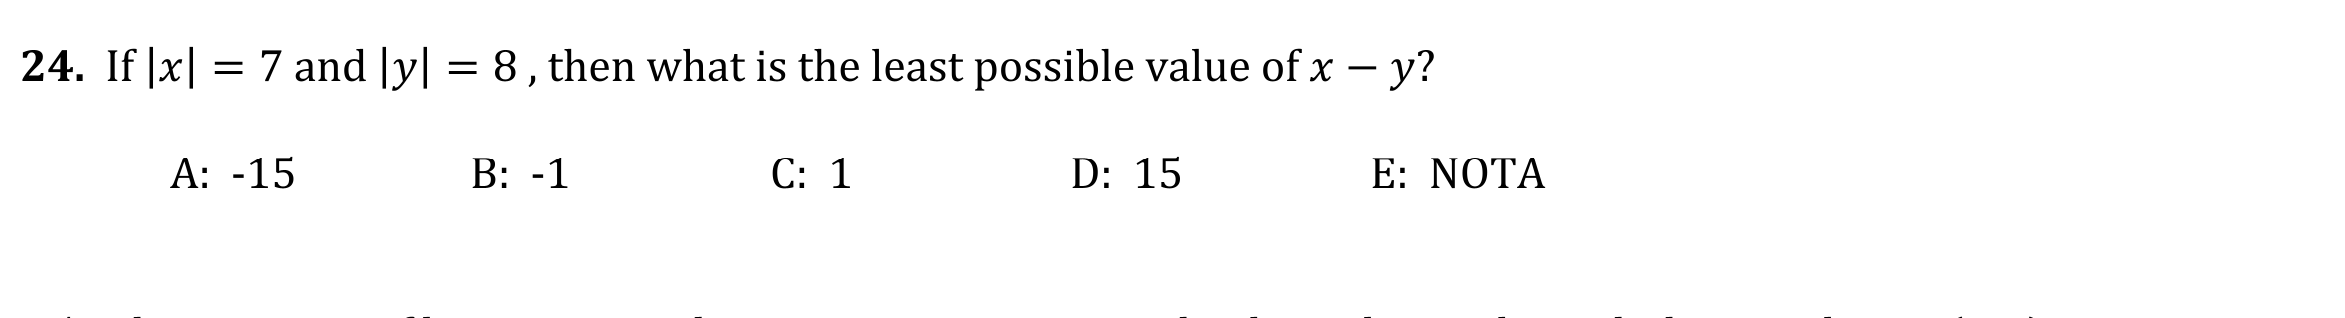 24. If |x| = 7 and |y| = 8 , then what is the least possible value of x − y?
A: -15 B: -1 C: 1 D: 15 E: NOTA